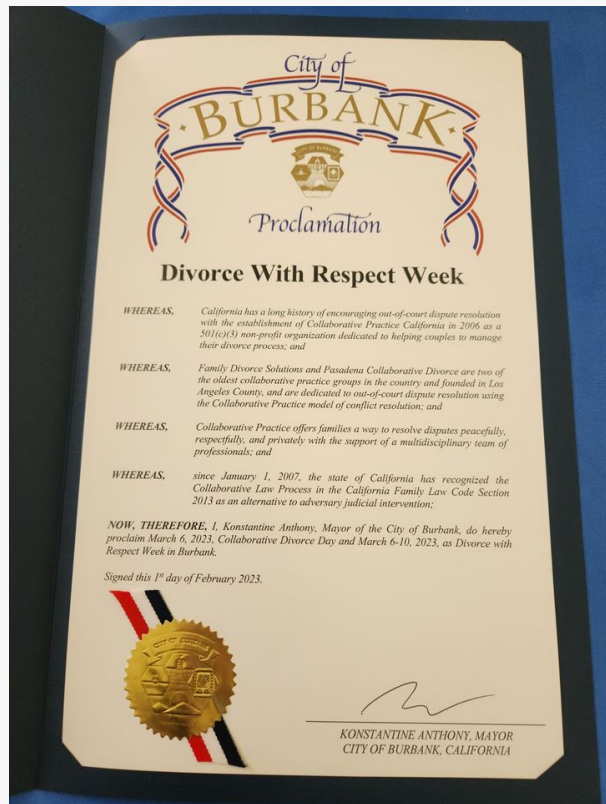 City of
BURBANK
CITY OF BURBANK
Proclamation
Divorce With Respect Week
WHEREAS, California has a long history of encouraging out-of-court dispute resolution
with the establishment of Collaborative Practice California in 2006 as a
501(c)(3) non-profit organization dedicated to helping couples to manage
their divorce process; and
WHEREAS, Family Divorce Solutions and Pasadena Collaborative Divorce are two of
the oldest collaborative practice groups in the country and founded in Los
Angeles County, and are dedicated to out-of-court dispute resolution using
the Collaborative Practice model of conflict resolution; and
WHEREAS, Collaborative Practice offers families a way to resolve disputes peacefully,
respectfully, and privately with the support of a multidisciplinary team of
professionals; and
WHEREAS, since January 1, 2007, the state of California has recognized the
Collaborative Law Process in the California Family Law Code Section
2013 as an alternative to adversary judicial intervention;
NOW, THEREFORE, I, Konstantine Anthony, Mayor of the City of Burbank, do hereby
proclaim March 6, 2023, Collaborative Divorce Day and March 6-10, 2023, as Divorce with
Respect Week in Burbank.
Signed this 1st day of February 2023.
CITY OF BURBANK
KONSTANTINE ANTHONY, MAYOR
CITY OF BURBANK, CALIFORNIA